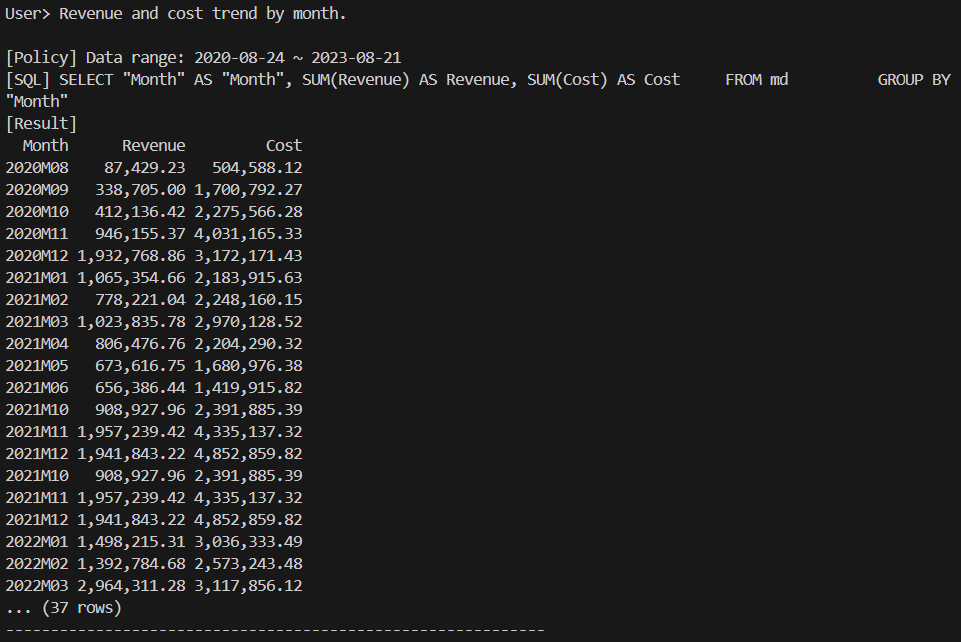 User> Revenue and cost trend by month.
[Policy] Data range: 2020-08-24 ~ 2023-08-21
[SQL] SELECT "Month" AS "Month", SUM(Revenue) AS Revenue, SUM(Cost) AS Cost     FROM md          GROUP BY
"Month"
[Result]
  Month      Revenue         Cost
2020M08    87,429.23   504,588.12
2020M09   338,705.00 1,700,792.27
2020M10   412,136.42 2,275,566.28
2020M11   946,155.37 4,031,165.33
2020M12 1,932,768.86 3,172,171.43
2021M01 1,065,354.66 2,183,915.63
2021M02   778,221.04 2,248,160.15
2021M03 1,023,835.78 2,970,128.52
2021M04   806,476.76 2,204,290.32
2021M05   673,616.75 1,680,976.38
2021M06   656,386.44 1,419,915.82
2021M10   908,927.96 2,391,885.39
2021M11 1,957,239.42 4,335,137.32
2021M12 1,941,843.22 4,852,859.82
2021M10   908,927.96 2,391,885.39
2021M11 1,957,239.42 4,335,137.32
2021M12 1,941,843.22 4,852,859.82
2022M01 1,498,215.31 3,036,333.49
2022M02 1,392,784.68 2,573,243.48
2022M03 2,964,311.28 3,117,856.12
... (37 rows)
------------------------------------------------------------